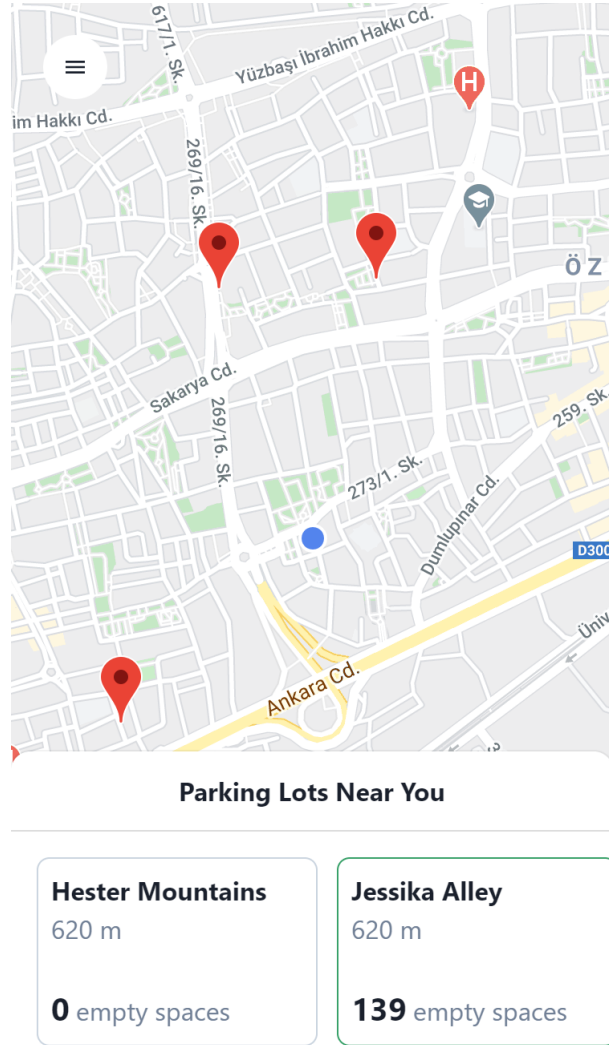 617/1. Sk.
Yüzbaşı İbrahim Hakkı Cd.
H
im Hakkı Cd.
269/16. Sk.
ÖZ
Sakarya Cd.
269/16. Sk.
259. Sk.
273/1. Sk.
Dumlupınar Cd.
D300
Üniv
Ankara Cd.
Parking Lots Near You
Hester Mountains
620 m
0 empty spaces
Jessika Alley
620 m
139 empty spaces